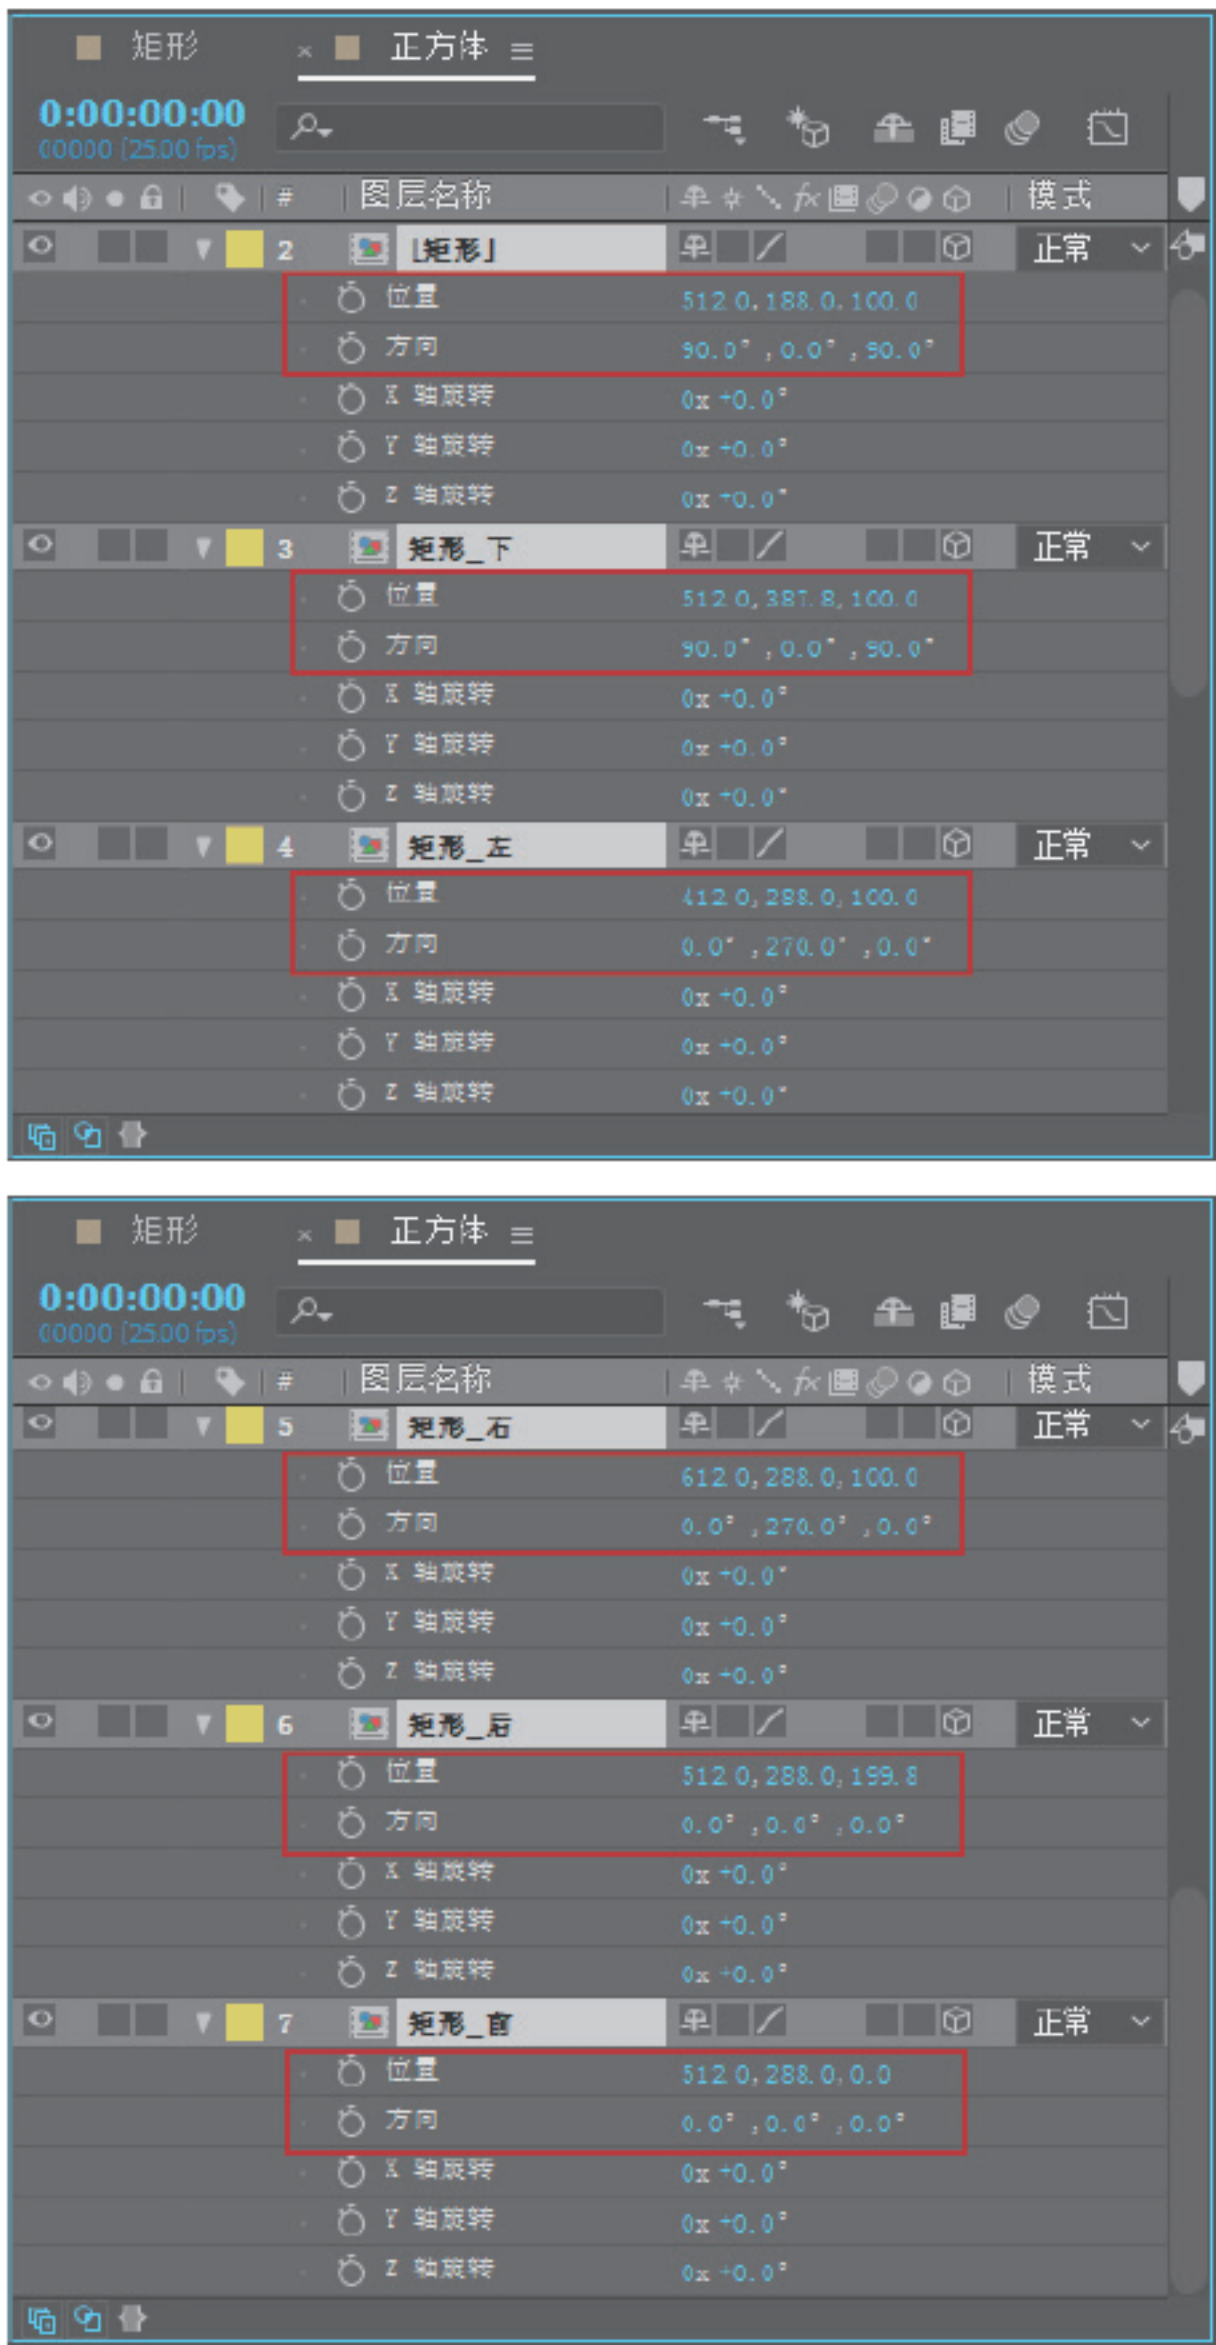 矩形 × 正方体 ≡
0:00:00:00
00000 (25.00 fps)
# 图层名称 模式
2 [矩形] 正常
位置 512.0,188.0,100.0
方向 90.0°,0.0°,90.0°
X 轴旋转 0x+0.0°
Y 轴旋转 0x+0.0°
Z 轴旋转 0x+0.0°
3 矩形_下 正常
位置 512.0,387.8,100.0
方向 90.0°,0.0°,90.0°
X 轴旋转 0x+0.0°
Y 轴旋转 0x+0.0°
Z 轴旋转 0x+0.0°
4 矩形_左 正常
位置 412.0,288.0,100.0
方向 0.0°,270.0°,0.0°
X 轴旋转 0x+0.0°
Y 轴旋转 0x+0.0°
Z 轴旋转 0x+0.0°
矩形 × 正方体 ≡
0:00:00:00
00000 (25.00 fps)
# 图层名称 模式
5 矩形_右 正常
位置 612.0,288.0,100.0
方向 0.0°,270.0°,0.0°
X 轴旋转 0x+0.0°
Y 轴旋转 0x+0.0°
Z 轴旋转 0x+0.0°
6 矩形_后 正常
位置 512.0,288.0,199.8
方向 0.0°,0.0°,0.0°
X 轴旋转 0x+0.0°
Y 轴旋转 0x+0.0°
Z 轴旋转 0x+0.0°
7 矩形_前 正常
位置 512.0,288.0,0.0
方向 0.0°,0.0°,0.0°
X 轴旋转 0x+0.0°
Y 轴旋转 0x+0.0°
Z 轴旋转 0x+0.0°